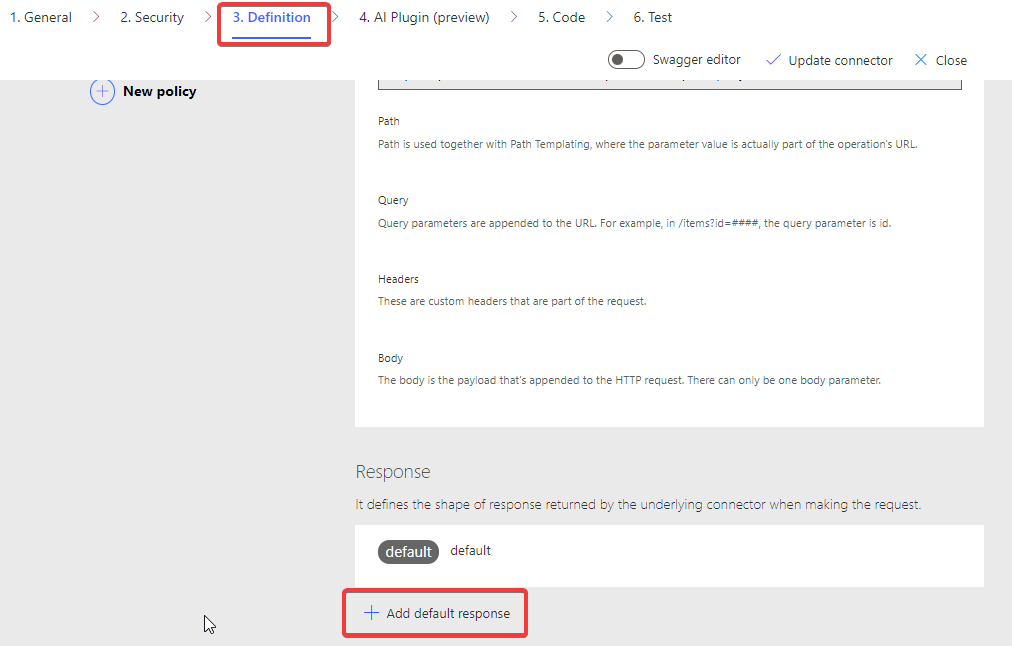 1. General
2. Security
3. Definition
4. AI Plugin (preview)
5. Code
6. Test
Swagger editor
Update connector
Close
New policy
Path
Path is used together with Path Templating, where the parameter value is actually part of the operation's URL.
Query
Query parameters are appended to the URL. For example, in /items?id=####, the query parameter is id.
Headers
These are custom headers that are part of the request.
Body
The body is the payload that's appended to the HTTP request. There can only be one body parameter.
Response
It defines the shape of response returned by the underlying connector when making the request.
default default
Add default response